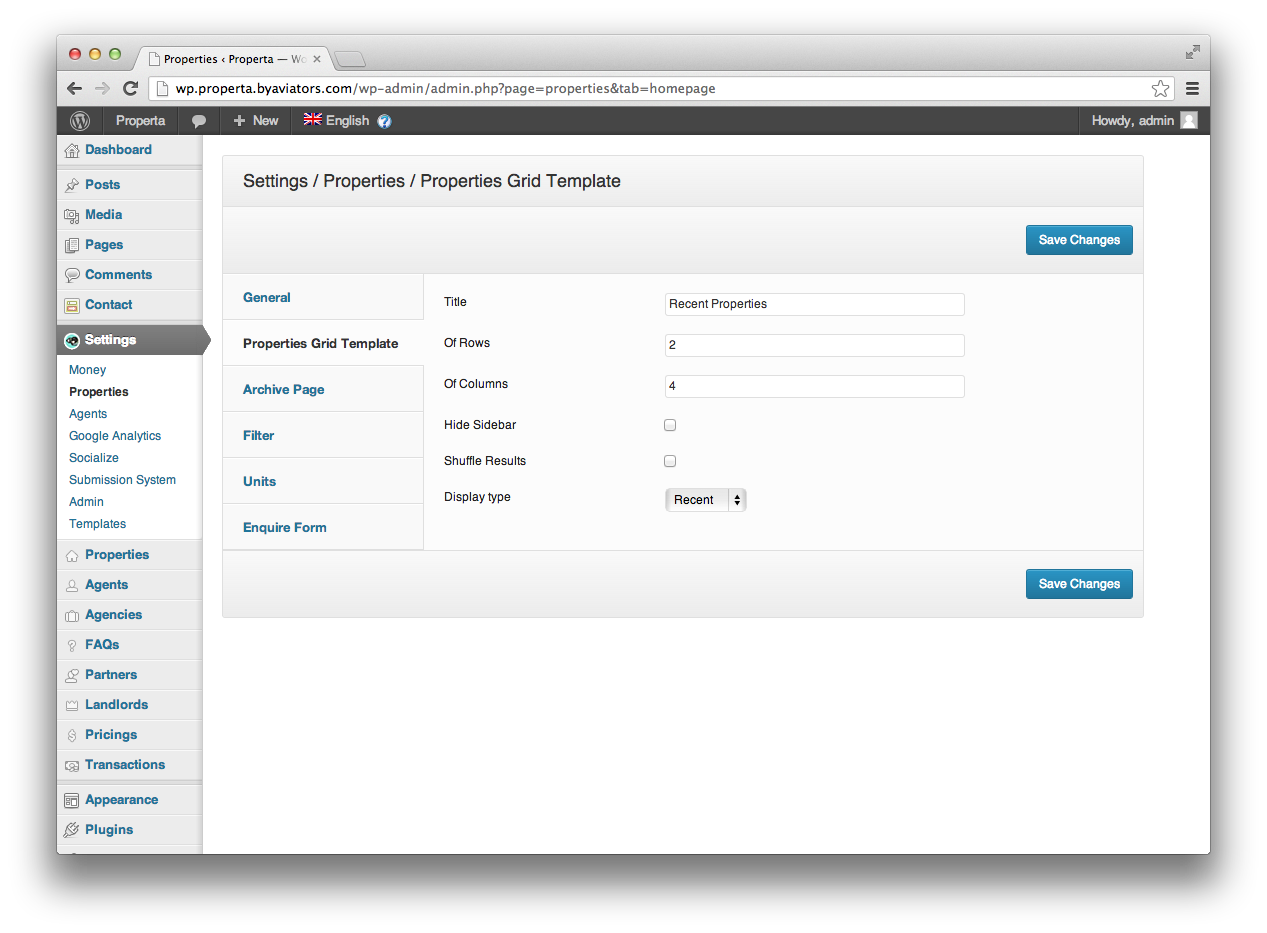 Properties ‹ Properta — Wo
wp.properta.byaviators.com/wp-admin/admin.php?page=properties&tab=homepage
Properta
New
English
?
Howdy, admin
Dashboard
Posts
Media
Pages
Comments
Contact
Settings
Money
Properties
Agents
Google Analytics
Socialize
Submission System
Admin
Templates
Properties
Agents
Agencies
FAQs
Partners
Landlords
Pricings
Transactions
Appearance
Plugins
Settings / Properties / Properties Grid Template
Save Changes
General
Properties Grid Template
Archive Page
Filter
Units
Enquire Form
Title
Recent Properties
Of Rows
2
Of Columns
4
Hide Sidebar
Shuffle Results
Display type
Recent
Save Changes